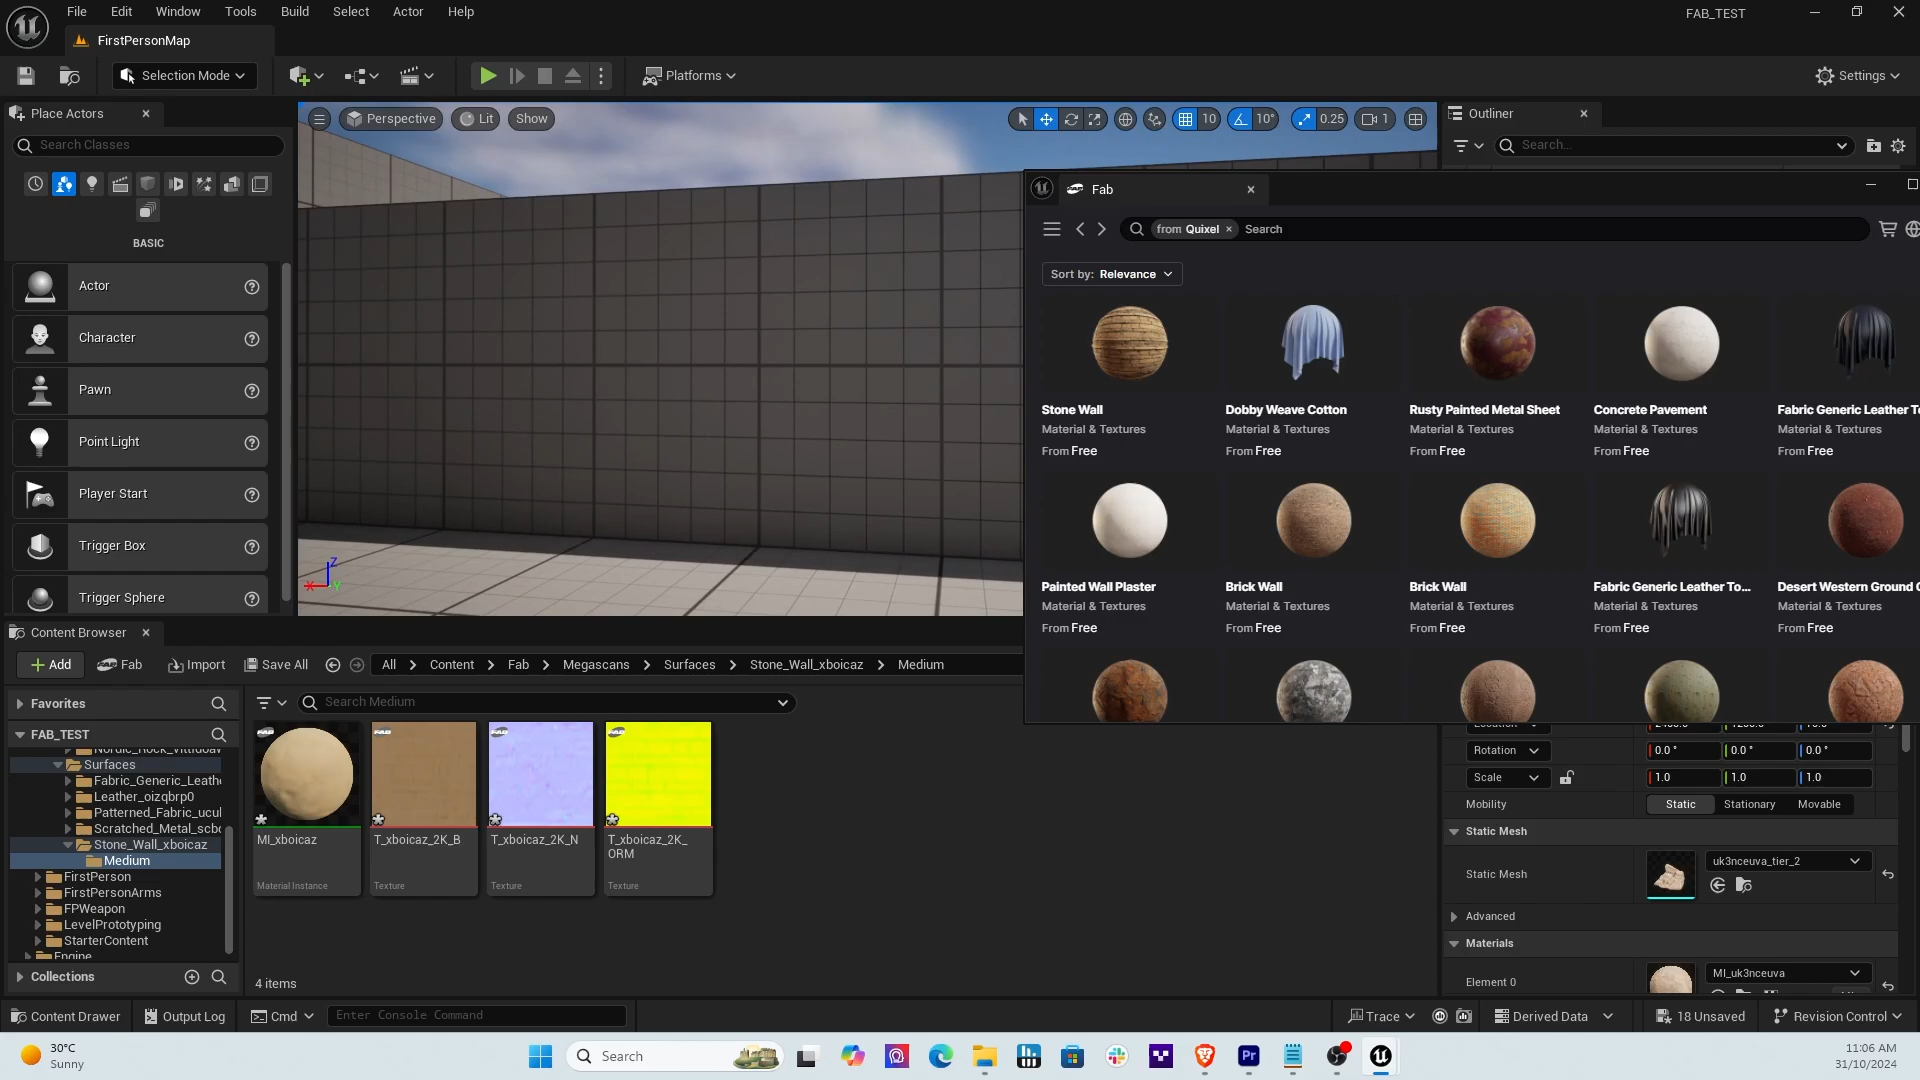 File Edit Window Tools Build Select Actor Help
FAB_TEST
FirstPersonMap
Selection Mode
Platforms
Settings
Place Actors
Search Classes
BASIC
Actor
Character
Pawn
Point Light
Player Start
Trigger Box
Trigger Sphere
Perspective
Lit
Show
10
10°
0.25
1
Outliner
Search...
Fab
from Quixel × Search
Sort by: Relevance
Stone Wall
Material & Textures
From Free
Dobby Weave Cotton
Material & Textures
From Free
Rusty Painted Metal Sheet
Material & Textures
From Free
Concrete Pavement
Material & Textures
From Free
Fabric Generic Leather
Material & Textures
From Free
Painted Wall Plaster
Material & Textures
From Free
Brick Wall
Material & Textures
From Free
Brick Wall
Material & Textures
From Free
Fabric Generic Leather To...
Material & Textures
From Free
Desert Western Ground
Material & Textures
From Free
Content Browser
+ Add
Fab
Import
Save All
All > Content > Fab > Megascans > Surfaces > Stone_Wall_xboicaz > Medium
Favorites
FAB_TEST
Surfaces
Fabric_Generic_Leathe
Leather_oizqbrp0
Patterned_Fabric_ucul
Scratched_Metal_scbc
Stone_Wall_xboicaz
Medium
FirstPerson
FirstPersonArms
FPWeapon
LevelPrototyping
StarterContent
Engine
Collections
Search Medium
MI_xboicaz
Material Instance
T_xboicaz_2K_B
Texture
T_xboicaz_2K_N
Texture
T_xboicaz_2K_
ORM
Texture
4 items
Location
Rotation
0.0 ° 0.0 ° 0.0 °
Scale
1.0 1.0 1.0
Mobility
Static Stationary Movable
Static Mesh
Static Mesh
uk3nceuva_tier_2
Advanced
Materials
Element 0
MI_uk3nceuva
Content Drawer
Output Log
Cmd
Enter Console Command
Trace
Derived Data
18 Unsaved
Revision Control
30°C
Sunny
Search
Pr
11:06 AM
31/10/2024